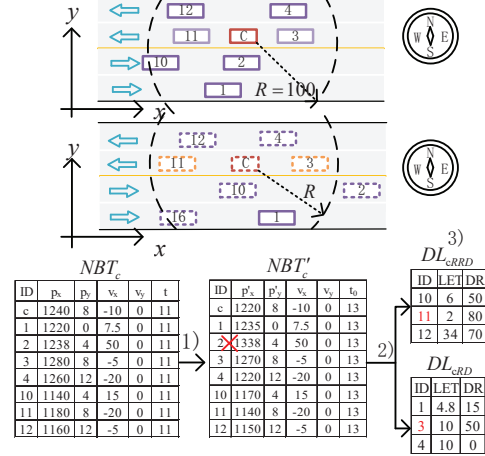 12 4
y
11 C 3
N
W E
S
10 2
1 R = 100
x
12 4
y
11 C 3
N
W E
S
10 R 2
16 1
x
3)
NBT_c
NBT'_c
DL_cRRD
ID p_x p_y v_x v_y t
c 1240 8 -10 0 11
1 1220 0 7.5 0 11
2 1238 4 50 0 11
3 1280 8 -5 0 11
4 1260 12 -20 0 11
10 1140 4 15 0 11
11 1180 8 -20 0 11
12 1160 12 -5 0 11
1)
ID p'_x p'_y v_x v_y t_0
c 1220 8 -10 0 13
1 1235 0 7.5 0 13
2 1338 4 50 0 13
3 1270 8 -5 0 13
4 1220 12 -20 0 13
10 1170 4 15 0 13
11 1140 8 -20 0 13
12 1150 12 -5 0 13
2)
ID LET DR
10 6 50
11 2 80
12 34 70
DL_cRD
ID LET DR
1 4.8 15
3 10 50
4 10 0